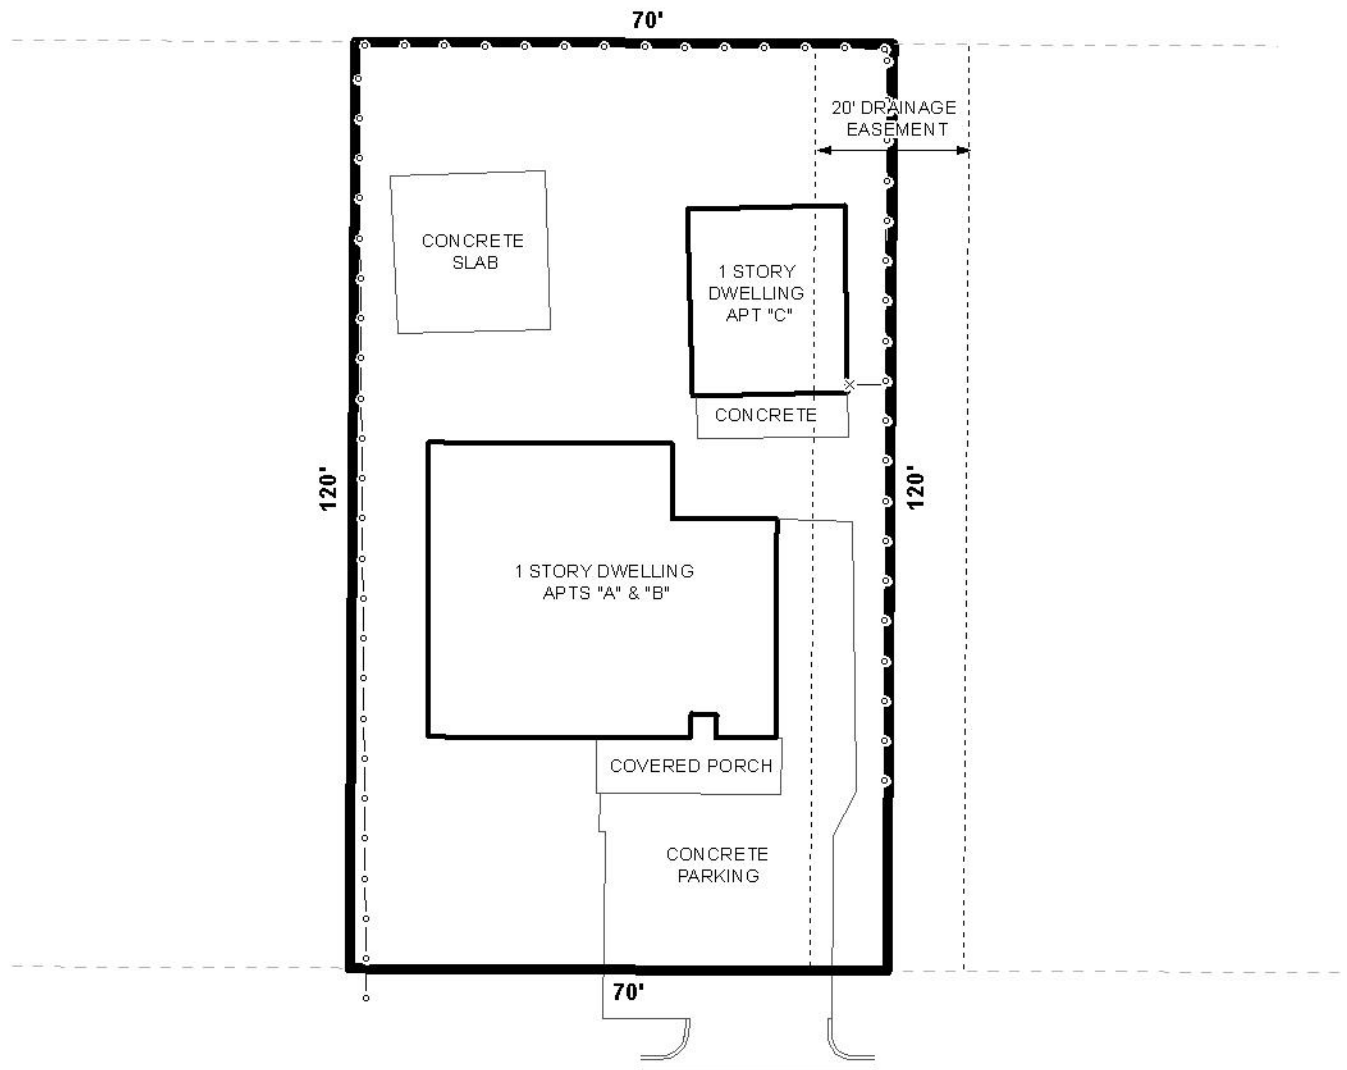 70'
20' DRAINAGE
EASEMENT
CONCRETE
SLAB
1 STORY
DWELLING
APT "C"
CONCRETE
120'
120'
1 STORY DWELLING
APTS "A" & "B"
COVERED PORCH
CONCRETE
PARKING
70'